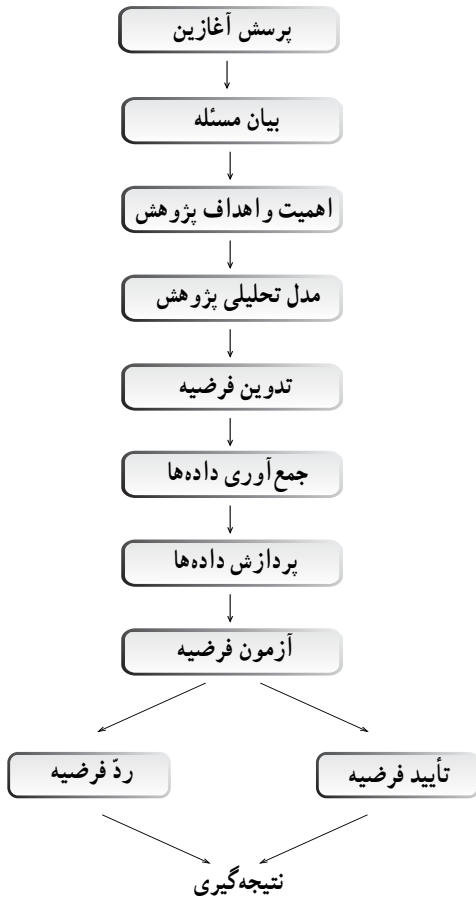 پرسش آغازین
بیان مسئله
اهمیت و اهداف پژوهش
مدل تحلیلی پژوهش
تدوین فرضیه
جمع‌آوری داده‌ها
پردازش داده‌ها
آزمون فرضیه
تأیید فرضیه
ردّ فرضیه
نتیجه‌گیری